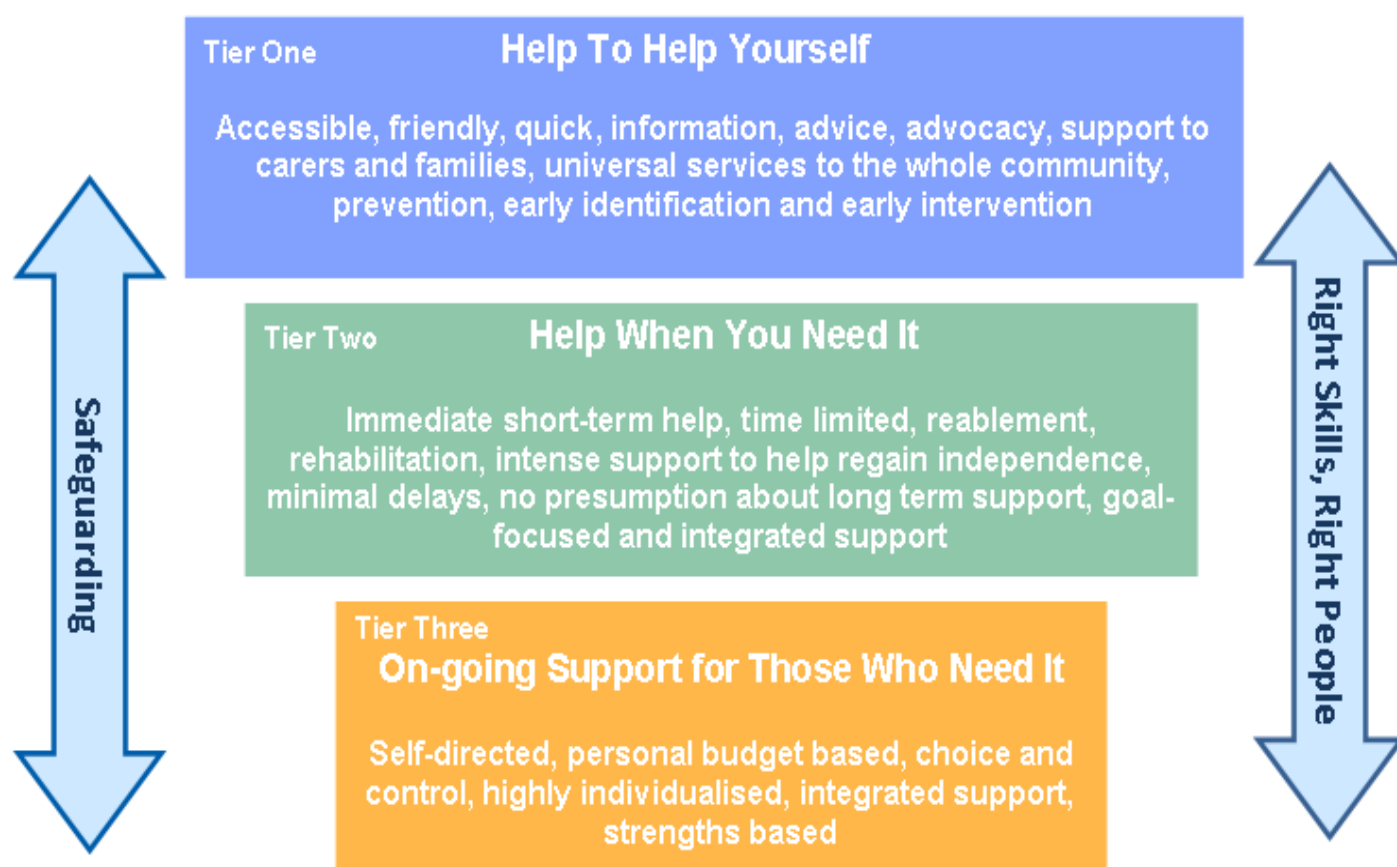 Tier One Help To Help Yourself
Accessible, friendly, quick, information, advice, advocacy, support to
carers and families, universal services to the whole community,
prevention, early identification and early intervention
Tier Two Help When You Need It
Immediate short-term help, time limited, reablement,
rehabilitation, intense support to help regain independence,
minimal delays, no presumption about long term support, goal-
focused and integrated support
Tier Three
On-going Support for Those Who Need It
Self-directed, personal budget based, choice and
control, highly individualised, integrated support,
strengths based
Safeguarding
Right Skills, Right People